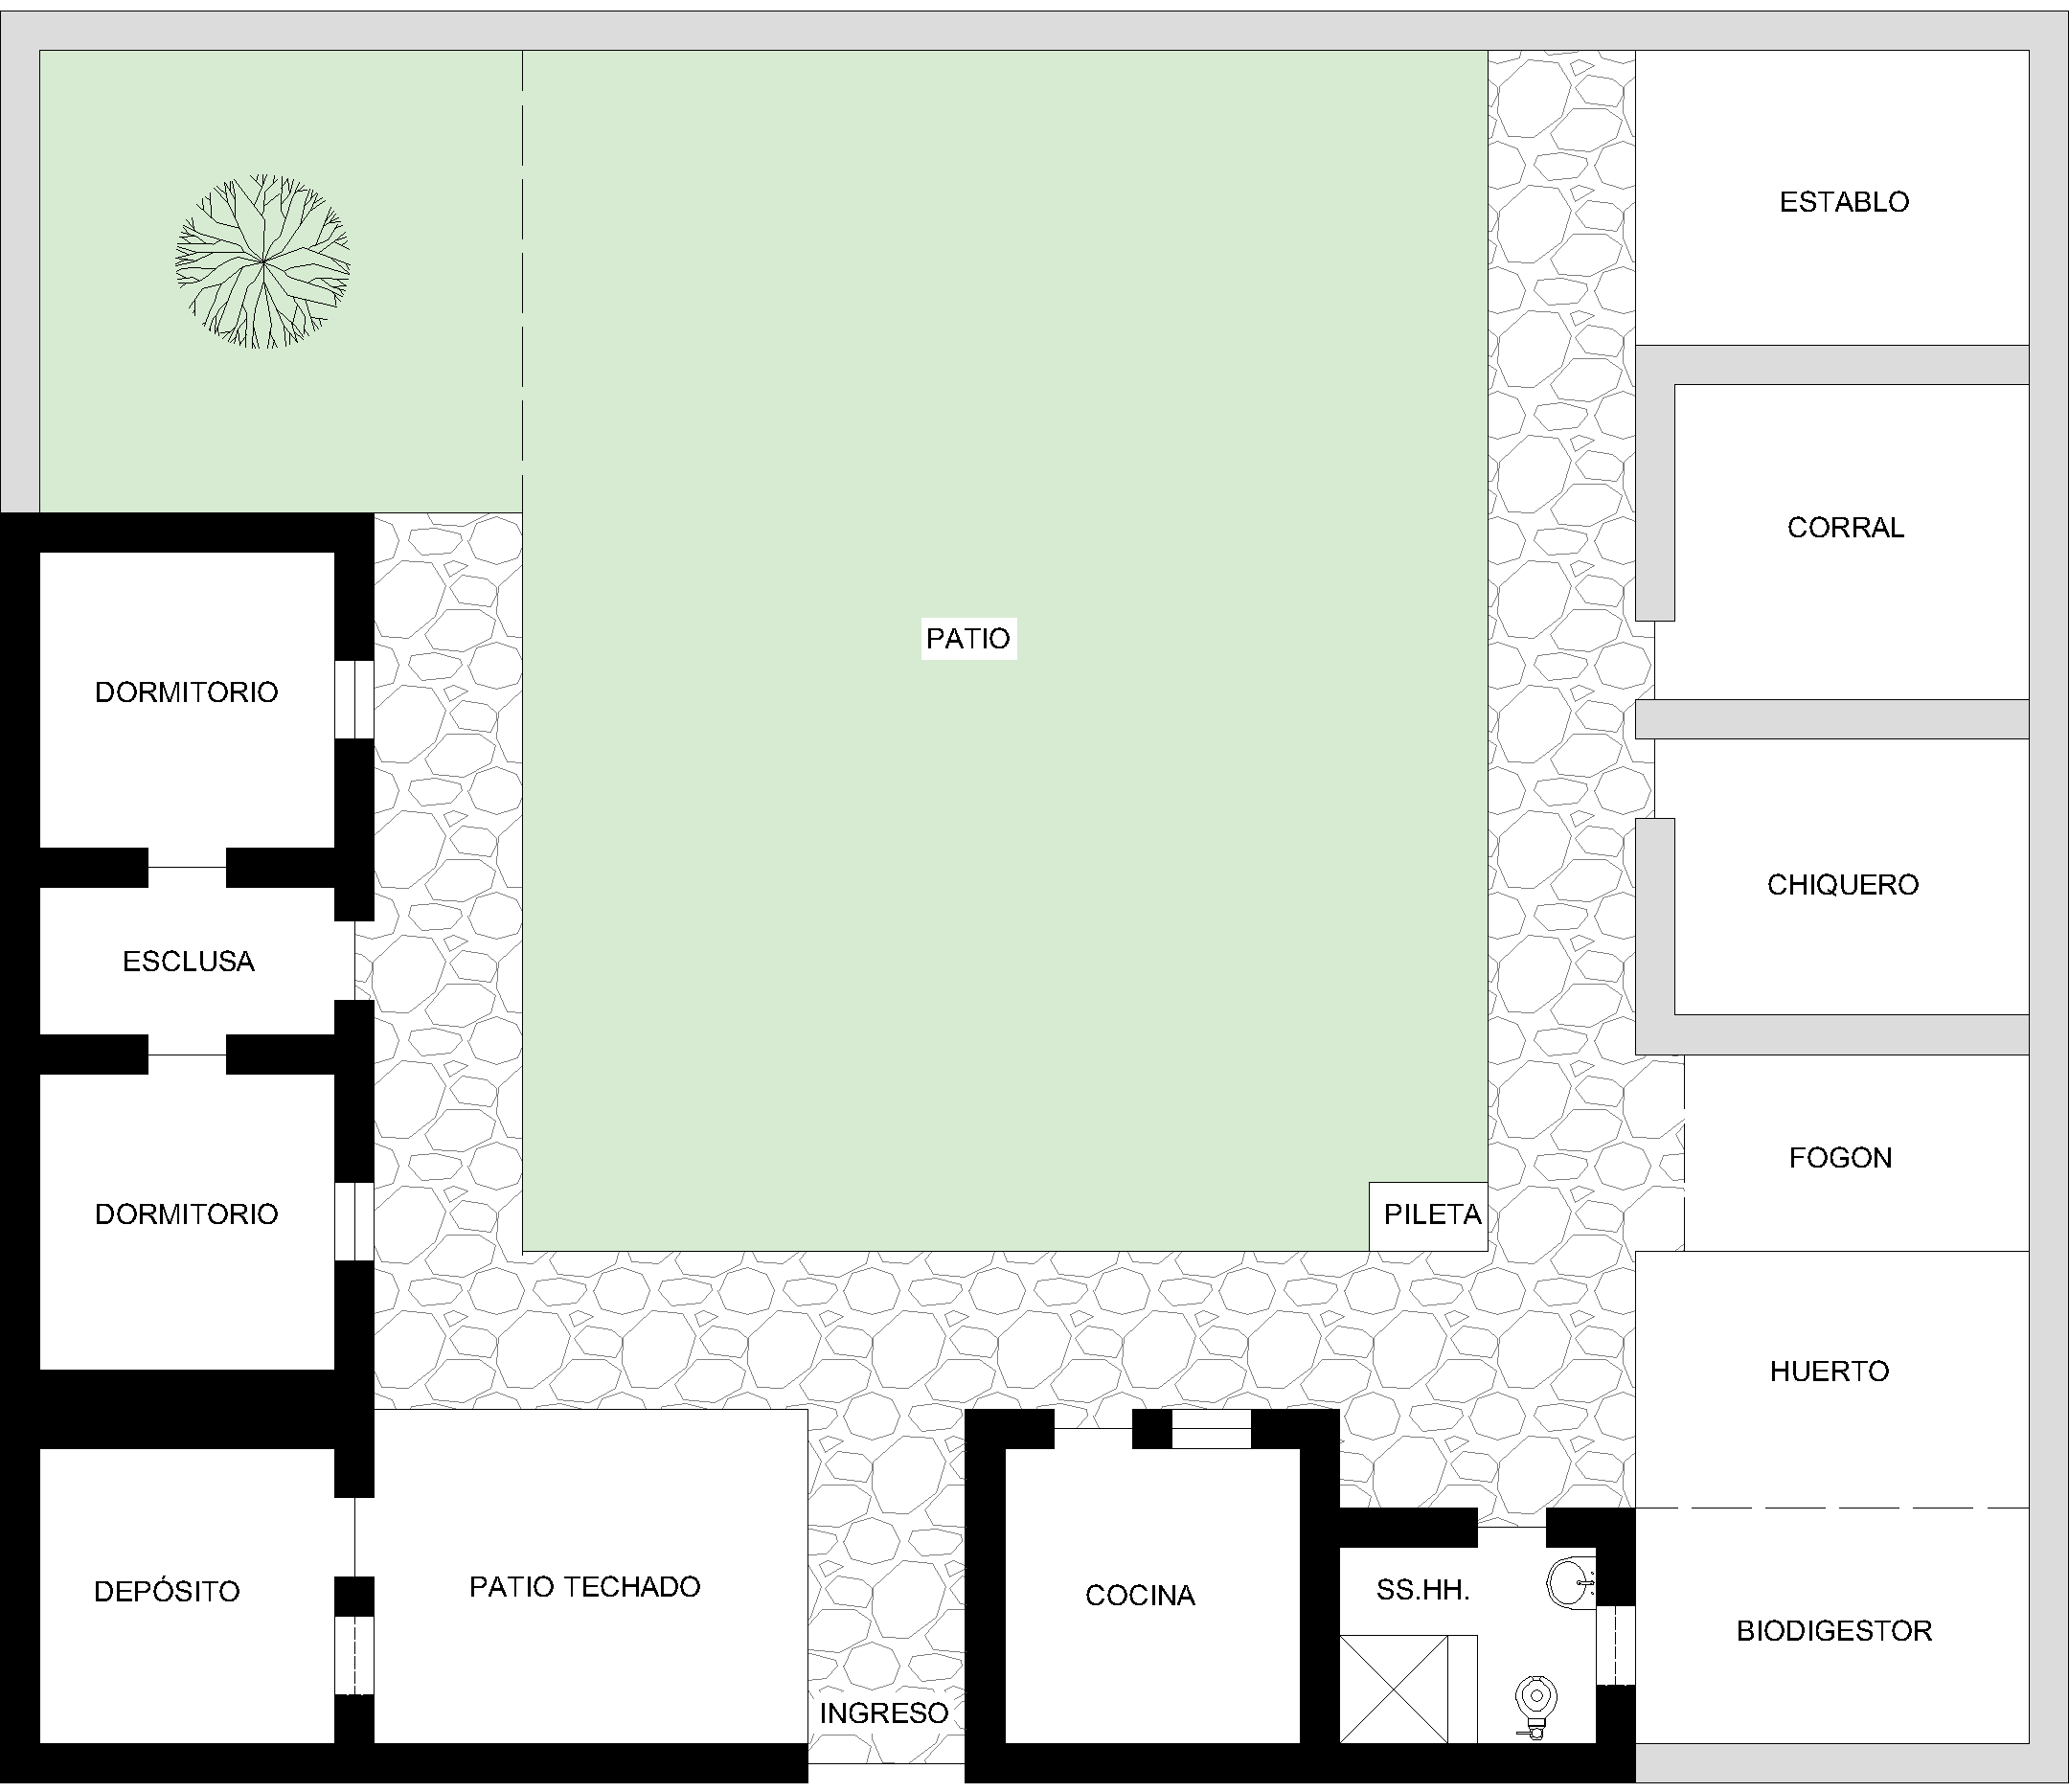 ESTABLO
CORRAL
PATIO
DORMITORIO
CHIQUERO
ESCLUSA
FOGON
DORMITORIO
PILETA
HUERTO
DEPÓSITO
PATIO TECHADO
COCINA
SS.HH.
BIODIGESTOR
INGRESO